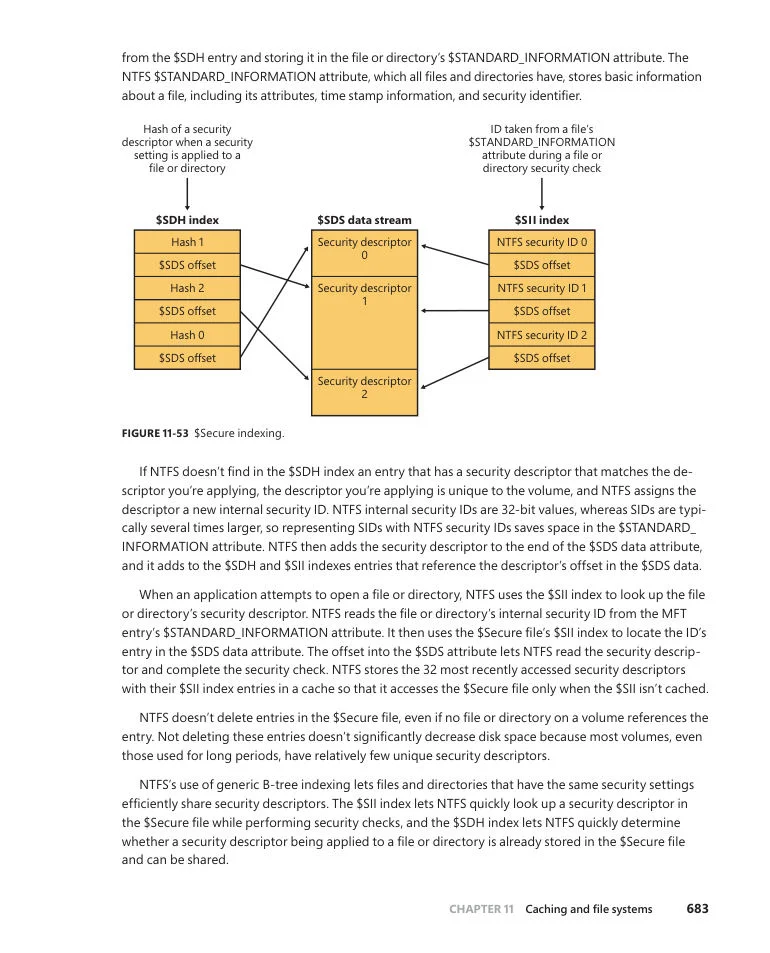 from the $SDH entry and storing it in the file or directory's $STANDARD_INFORMATION attribute. The
NTFS $STANDARD_INFORMATION attribute, which all files and directories have, stores basic information
about a file, including its attributes, time stamp information, and security identifier.
Hash of a security
descriptor when a security
setting is applied to a
file or directory
ID taken from a file's
$STANDARD_INFORMATION
attribute during a file or
directory security check
$SDH index
Hash 1
$SDS offset
Hash 2
$SDS offset
Hash 0
$SDS offset
$SDS data stream
Security descriptor
0
Security descriptor
1
Security descriptor
2
$SII index
NTFS security ID 0
$SDS offset
NTFS security ID 1
$SDS offset
NTFS security ID 2
$SDS offset
FIGURE 11-53 $Secure indexing.
If NTFS doesn't find in the $SDH index an entry that has a security descriptor that matches the de-
scriptor you're applying, the descriptor you're applying is unique to the volume, and NTFS assigns the
descriptor a new internal security ID. NTFS internal security IDs are 32-bit values, whereas SIDs are typi-
cally several times larger, so representing SIDs with NTFS security IDs saves space in the $STANDARD_
INFORMATION attribute. NTFS then adds the security descriptor to the end of the $SDS data attribute,
and it adds to the $SDH and $SII indexes entries that reference the descriptor's offset in the $SDS data.
When an application attempts to open a file or directory, NTFS uses the $SII index to look up the file
or directory's security descriptor. NTFS reads the file or directory's internal security ID from the MFT
entry's $STANDARD_INFORMATION attribute. It then uses the $Secure file's $SII index to locate the ID's
entry in the $SDS data attribute. The offset into the $SDS attribute lets NTFS read the security descrip-
tor and complete the security check. NTFS stores the 32 most recently accessed security descriptors
with their $SII index entries in a cache so that it accesses the $Secure file only when the $SII isn't cached.
NTFS doesn't delete entries in the $Secure file, even if no file or directory on a volume references the
entry. Not deleting these entries doesn't significantly decrease disk space because most volumes, even
those used for long periods, have relatively few unique security descriptors.
NTFS's use of generic B-tree indexing lets files and directories that have the same security settings
efficiently share security descriptors. The $SII index lets NTFS quickly look up a security descriptor in
the $Secure file while performing security checks, and the $SDH index lets NTFS quickly determine
whether a security descriptor being applied to a file or directory is already stored in the $Secure file
and can be shared.
CHAPTER 11 Caching and file systems 683